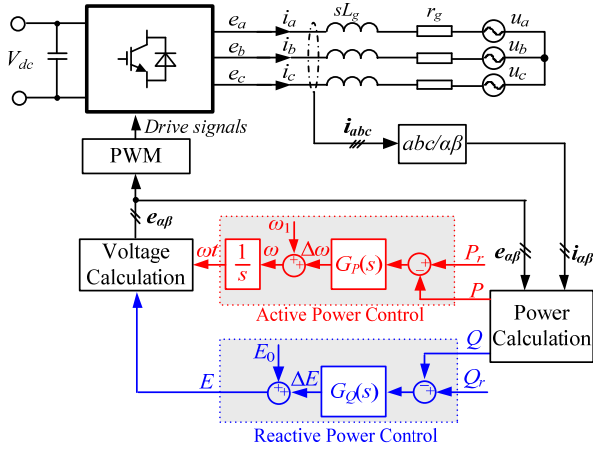 e_a i_a sL_g r_g u_a
V_dc e_b i_b u_b
e_c i_c u_c
Drive signals
i_abc abc/αβ
PWM
e_αβ
ω_1
e_αβ i_αβ
Voltage Calculation
ωt 1/s ω Δω G_P(s) P_r
+ + − P
Active Power Control
Power Calculation
E_0 Q
E + + ΔE G_Q(s) − Q_r
Reactive Power Control